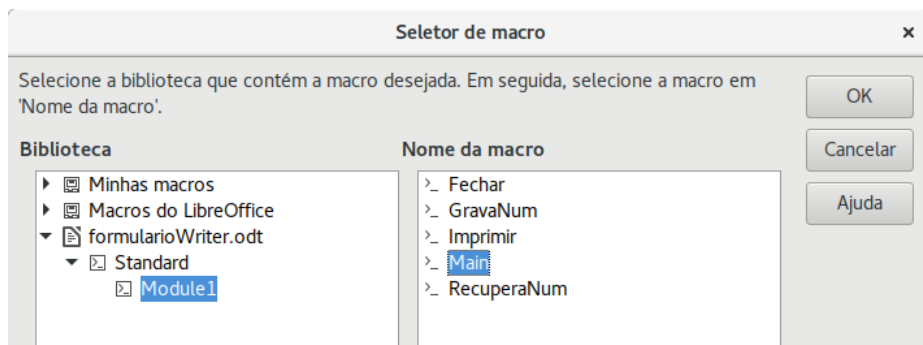 Seletor de macro
Selecione a biblioteca que contém a macro desejada. Em seguida, selecione a macro em
'Nome da macro'.
OK
Cancelar
Ajuda
Biblioteca
Minhas macros
Macros do LibreOffice
formularioWriter.odt
Standard
Module1
Nome da macro
Fechar
GravaNum
Imprimir
Main
RecuperaNum